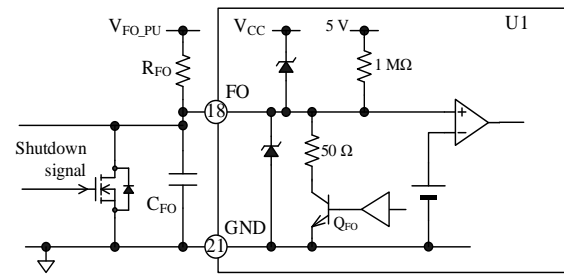 V_FO_PU
V_CC
5 V
U1
R_FO
1 MΩ
FO
18
50 Ω
Shutdown
signal
C_FO
Q_FO
GND
21